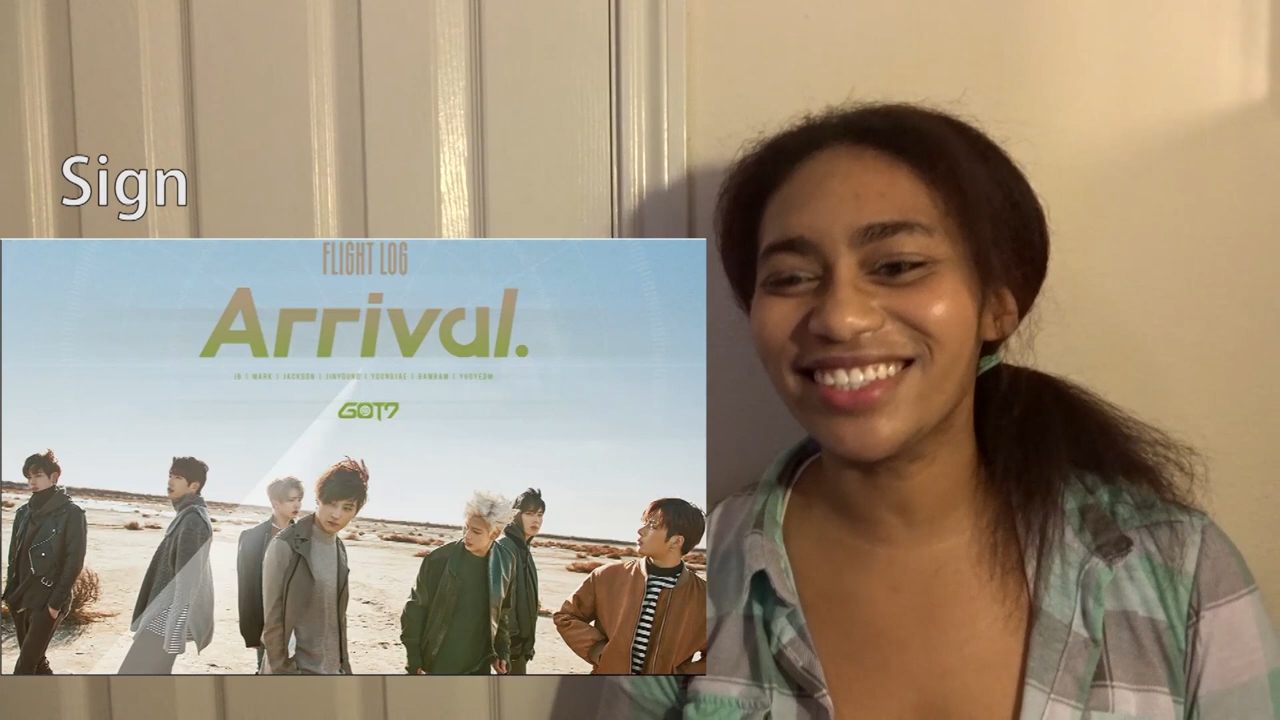 Sign
FLIGHT LOG
Arrival.
JB | MARK | JACKSON | JINYOUNG | YOUNGJAE | BAMBAM | YUGYEOM
GOT7